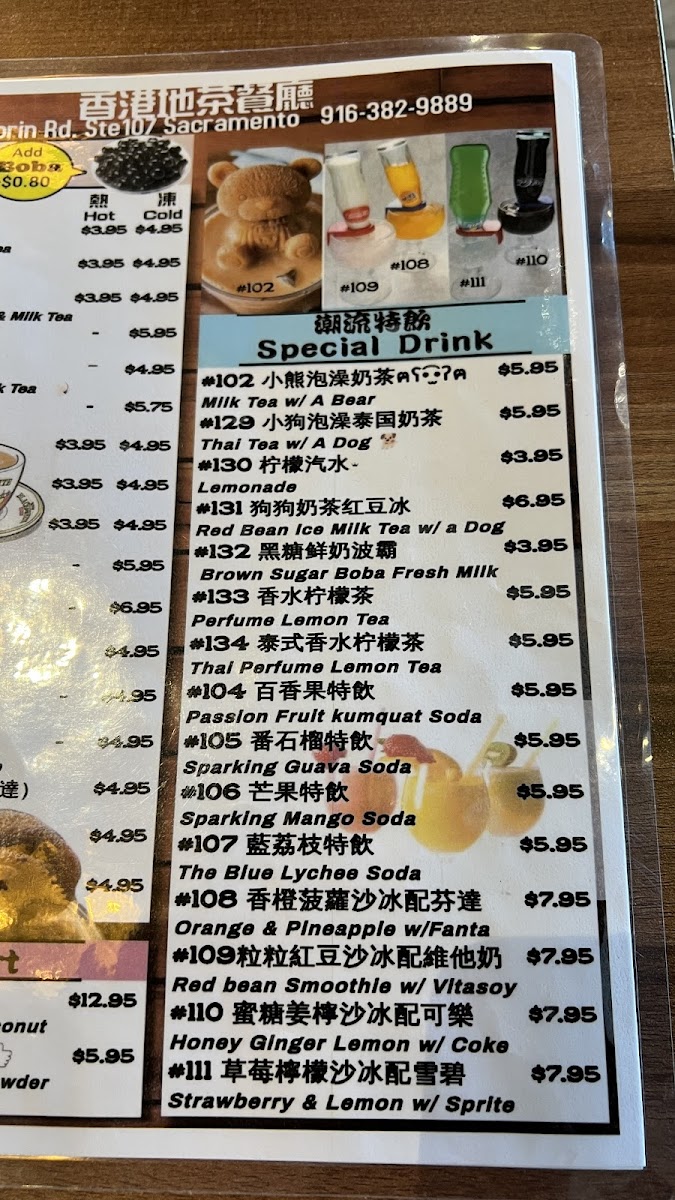 香港地茶餐廳
orin Rd. Ste107 Sacramento 916-382-9889
Add
Boba
$0.80
熱 凍
Hot Cold
$3.95 $4.95
$3.95 $4.95
$3.95 $4.95
& Milk Tea
- $5.95
- $4.95
k Tea
- $5.75
$3.95 $4.95
$3.95 $4.95
$3.95 $4.95
- $5.95
- $6.95
- $4.95
- $4.95
- $4.95
達) $4.95
$4.95
$4.95
$12.95
conut
$5.95
wder
#102
#109
#108
#111
#110
潮流特飲
Special Drink
#102 小熊泡澡奶茶ฅʕ•̫͡•ʔฅ $5.95
Milk Tea w/ A Bear
#129 小狗泡澡泰国奶茶 $5.95
Thai Tea w/ A Dog 🐕
#130 柠檬汽水 $3.95
Lemonade
#131 狗狗奶茶红豆冰 $6.95
Red Bean Ice Milk Tea w/ a Dog
#132 黑糖鲜奶波霸 $3.95
Brown Sugar Boba Fresh Milk
#133 香水柠檬茶 $5.95
Perfume Lemon Tea
#134 泰式香水柠檬茶 $5.95
Thai Perfume Lemon Tea
#104 百香果特飲 $5.95
Passion Fruit kumquat Soda
#105 番石榴特飲 $5.95
Sparking Guava Soda
#106 芒果特飲 $5.95
Sparking Mango Soda
#107 藍荔枝特飲 $5.95
The Blue Lychee Soda
#108 香橙菠蘿沙冰配芬達 $7.95
Orange & Pineapple w/Fanta
#109粒粒紅豆沙冰配維他奶 $7.95
Red bean Smoothie w/ Vitasoy
#110 蜜糖姜檸沙冰配可樂 $7.95
Honey Ginger Lemon w/ Coke
#111 草莓檸檬沙冰配雪碧 $7.95
Strawberry & Lemon w/ Sprite